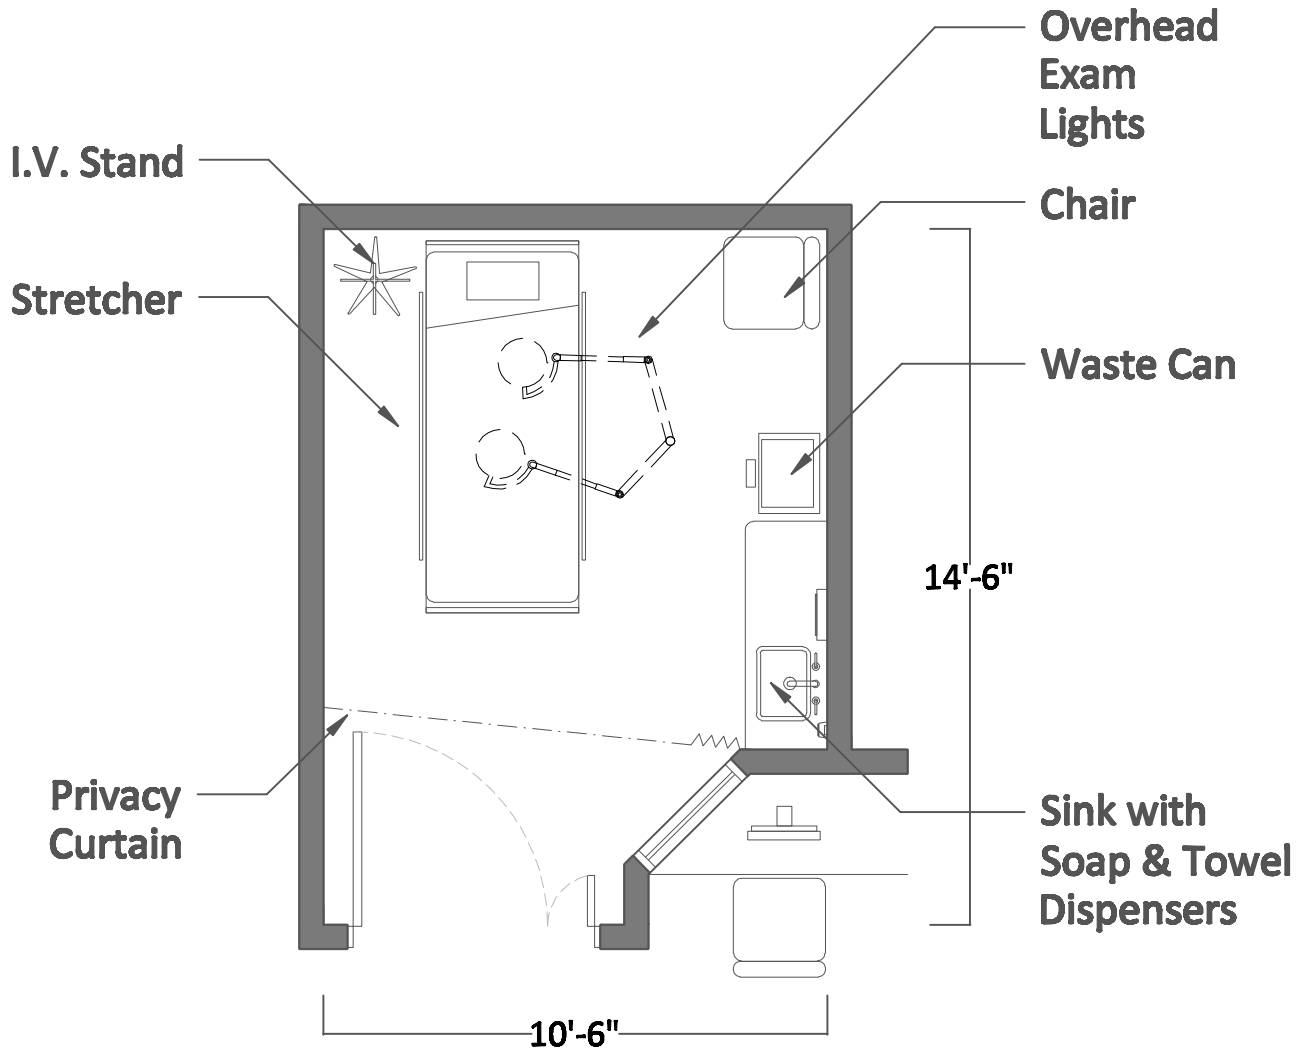 Overhead
Exam
Lights
I.V. Stand
Chair
Stretcher
Waste Can
14'-6"
Privacy
Curtain
Sink with
Soap & Towel
Dispensers
10'-6"